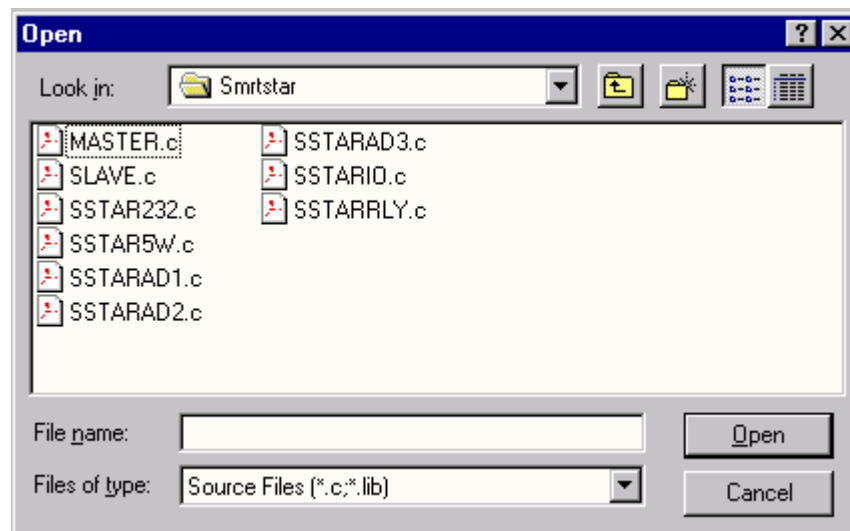 Open
Look in: Smrtstar
MASTER.c
SLAVE.c
SSTAR232.c
SSTAR5W.c
SSTARAD1.c
SSTARAD2.c
SSTARAD3.c
SSTARIO.c
SSTARRLY.c
File name: Open
Files of type: Source Files (*.c;*.lib) Cancel